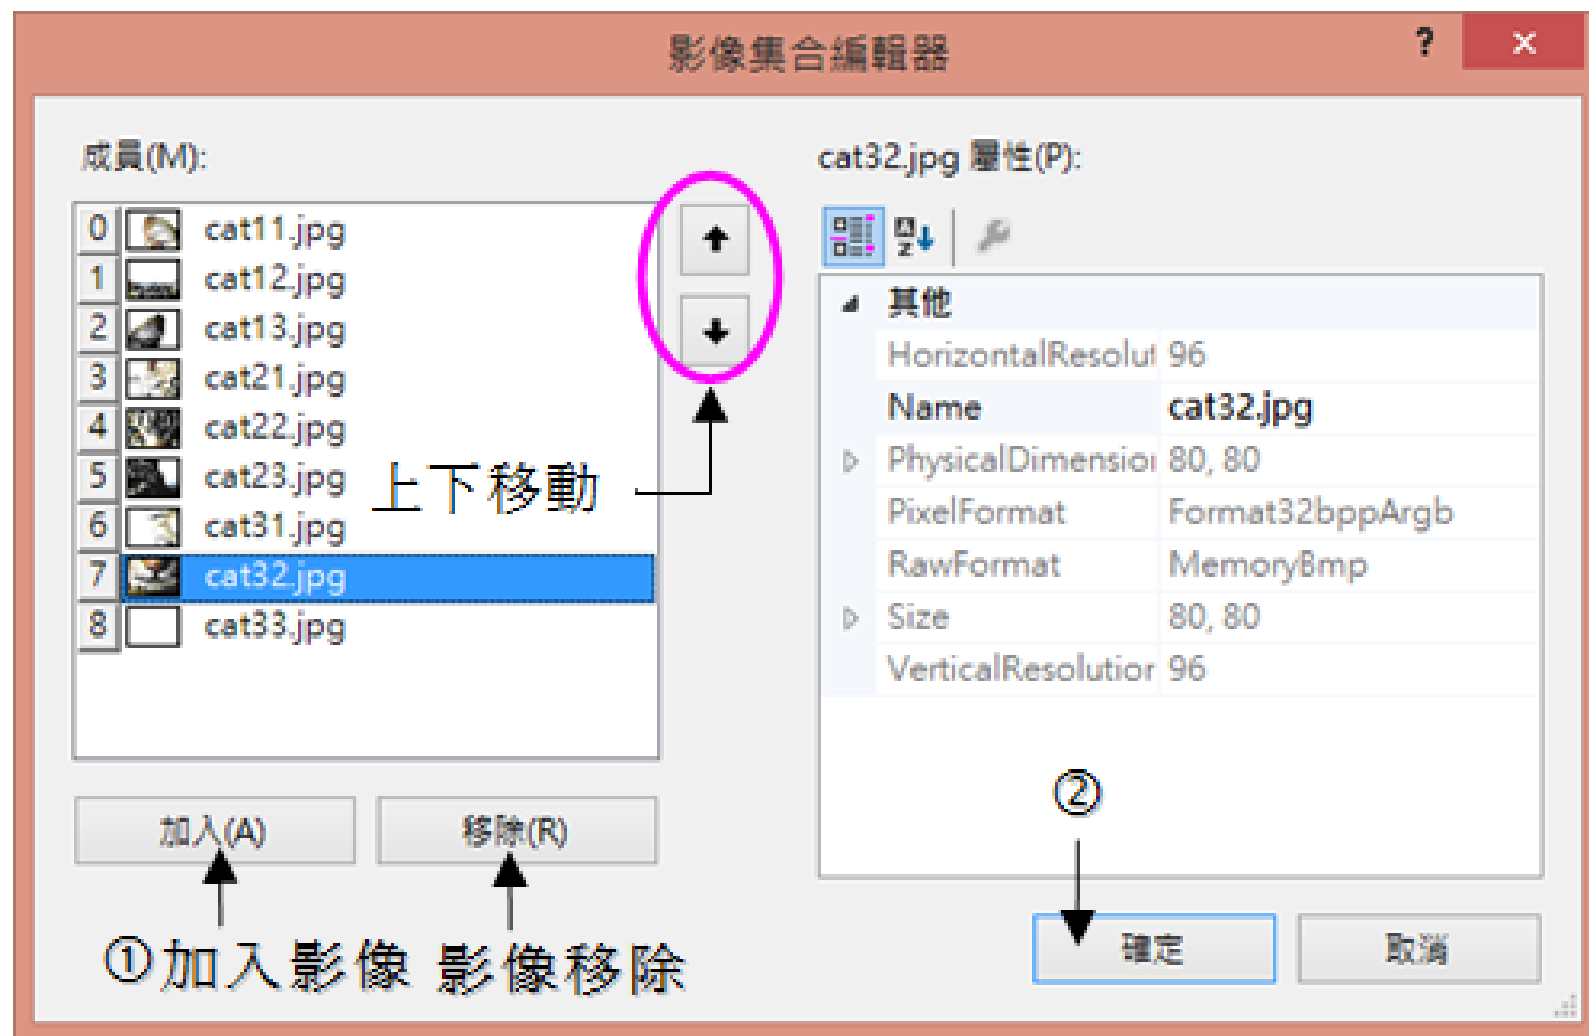 影像集合編輯器
?
成員(M):
0 cat11.jpg
1 cat12.jpg
2 cat13.jpg
3 cat21.jpg
4 cat22.jpg
5 cat23.jpg
6 cat31.jpg
7 cat32.jpg
8 cat33.jpg
上下移動
加入(A)
移除(R)
①加入影像
影像移除
cat32.jpg 屬性(P):
其他
HorizontalResolut 96
Name cat32.jpg
PhysicalDimension 80, 80
PixelFormat Format32bppArgb
RawFormat MemoryBmp
Size 80, 80
VerticalResolution 96
②
確定
取消